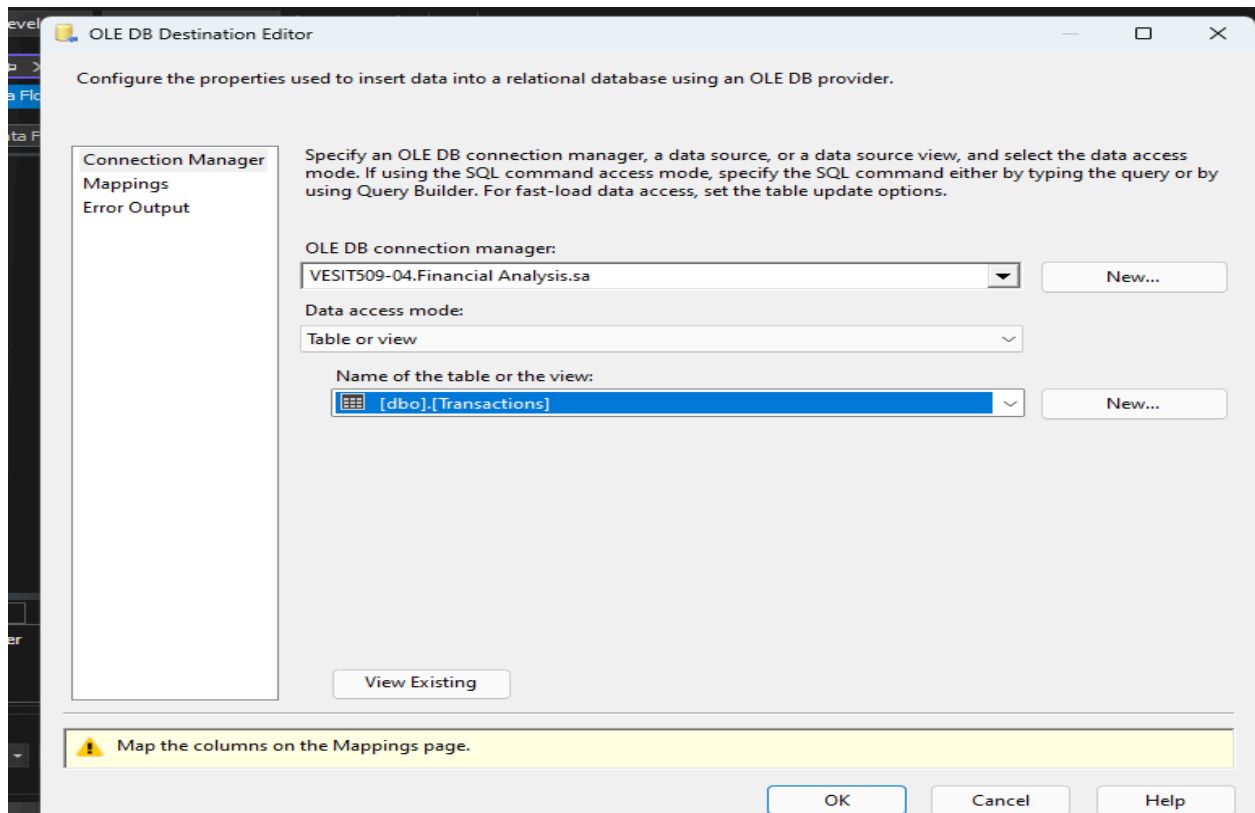 evel
OLE DB Destination Editor
Configure the properties used to insert data into a relational database using an OLE DB provider.
a Flo
ata F
Connection Manager
Mappings
Error Output
Specify an OLE DB connection manager, a data source, or a data source view, and select the data access
mode. If using the SQL command access mode, specify the SQL command either by typing the query or by
using Query Builder. For fast-load data access, set the table update options.
OLE DB connection manager:
VESIT509-04.Financial Analysis.sa
New...
Data access mode:
Table or view
Name of the table or the view:
[dbo].[Transactions]
New...
er
View Existing
Map the columns on the Mappings page.
OK
Cancel
Help